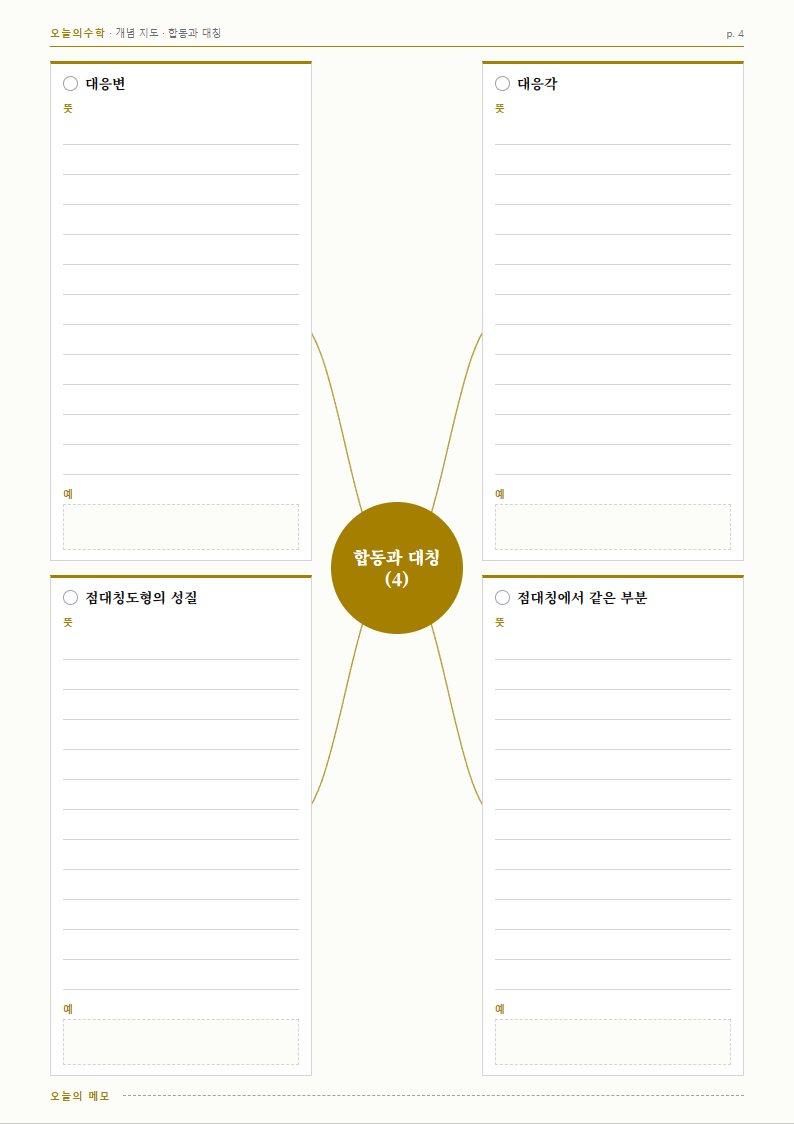 오늘의수학 · 개념 지도 · 합동과 대칭
p. 4
대응변
뜻
예
대응각
뜻
예
합동과 대칭
(4)
점대칭도형의 성질
뜻
예
점대칭에서 같은 부분
뜻
예
오늘의 메모